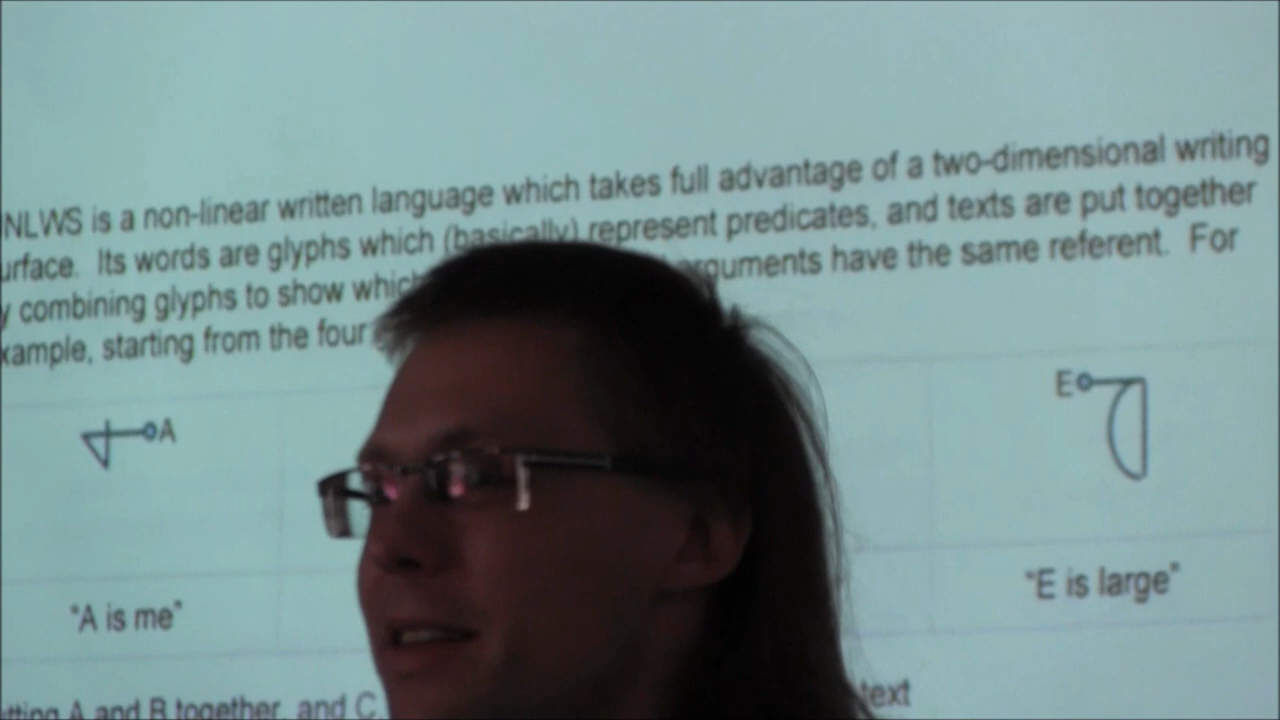 NLWS is a non-linear written language which takes full advantage of a two-dimensional writing
urface. Its words are glyphs which (basically) represent predicates, and texts are put together
y combining glyphs to show which rguments have the same referent. For
xample, starting from the four
A
E
"A is me"
"E is large"
tting A and B together, and C, text